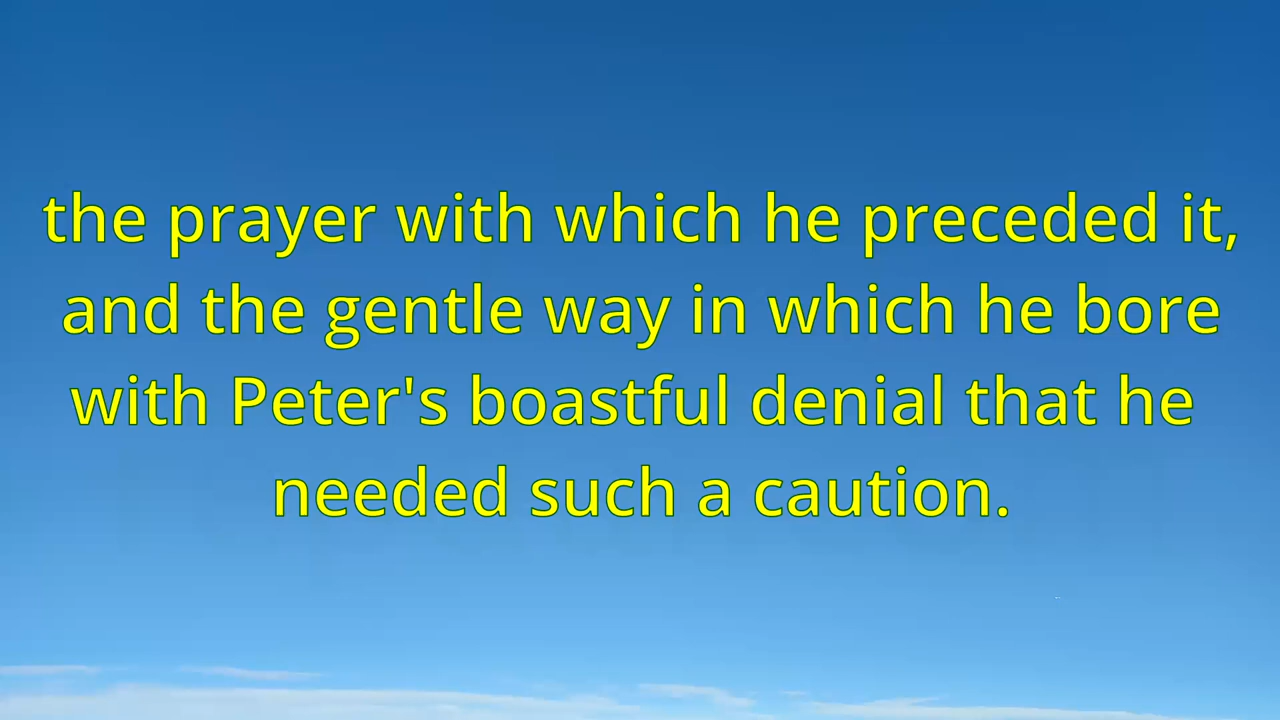 the prayer with which he preceded it,
and the gentle way in which he bore
with Peter's boastful denial that he
needed such a caution.